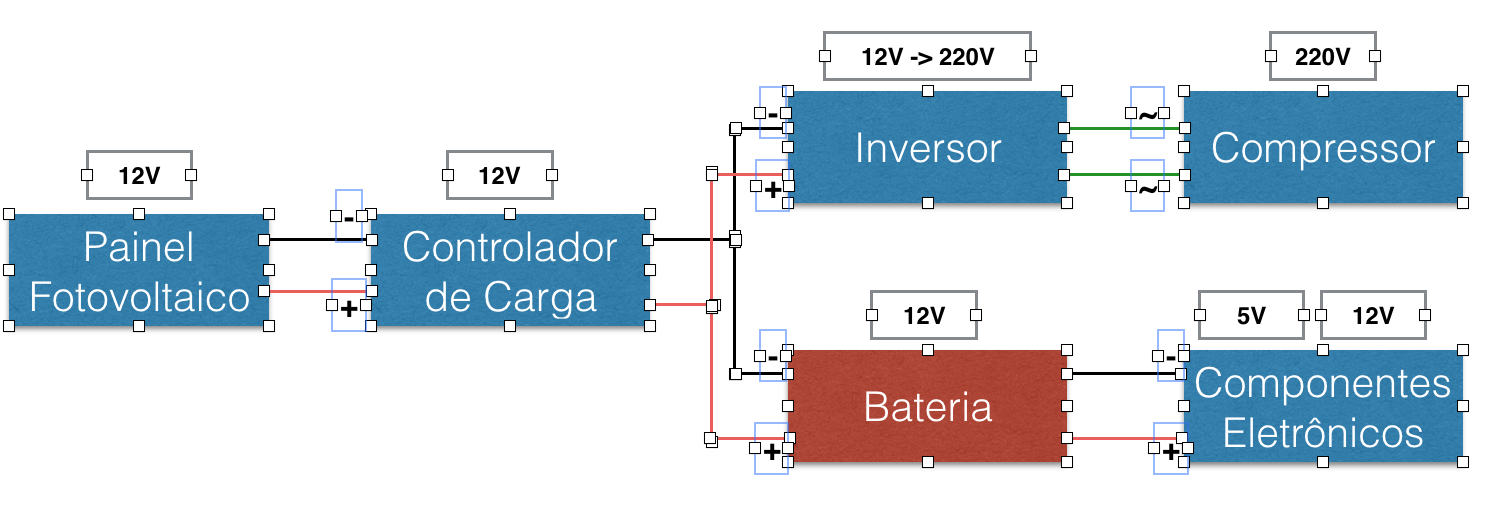 12V -> 220V
220V
-
~
Inversor
Compressor
12V
12V
+
~
-
Painel
Fotovoltaico
Controlador
de Carga
+
12V
5V
12V
-
-
Bateria
Componentes
Eletrônicos
+
+